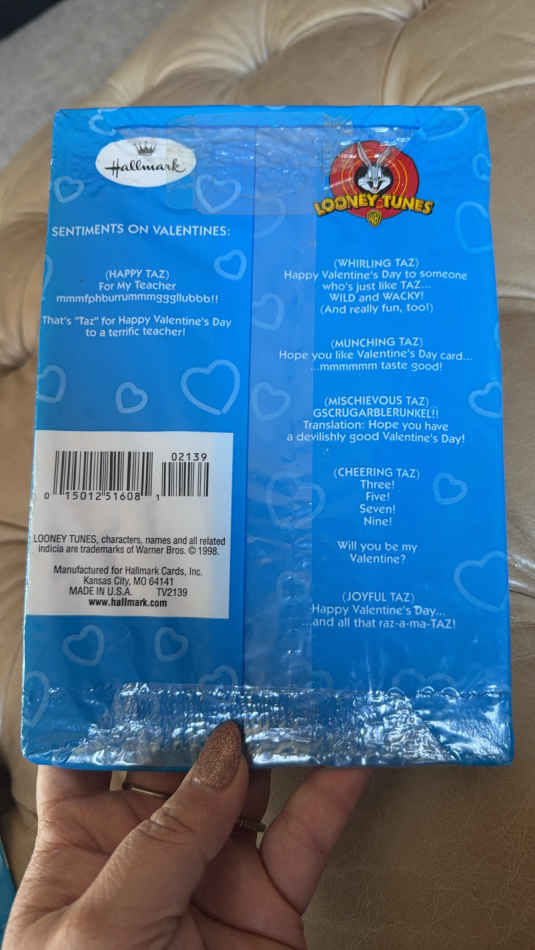 Hallmark
LOONEY TUNES
WB
SENTIMENTS ON VALENTINES:
(HAPPY TAZ)
For My Teacher
mmmfphburrummmgggllubbb!!
That's "Taz" for Happy Valentine's Day
to a terrific teacher!
02139
0 15012 51608 1
LOONEY TUNES, characters, names and all related
indicia are trademarks of Warner Bros. © 1998.
Manufactured for Hallmark Cards, Inc.
Kansas City, MO 64141
MADE IN U.S.A. TV2139
www.hallmark.com
(WHIRLING TAZ)
Happy Valentine's Day to someone
who's just like TAZ...
WILD and WACKY!
(And really fun, too!)
(MUNCHING TAZ)
Hope you like Valentine's Day card...
...mmmmmm taste good!
(MISCHIEVOUS TAZ)
GSCRUGARBLERUNKEL!!
Translation: Hope you have
a devilishly good Valentine's Day!
(CHEERING TAZ)
Three!
Five!
Seven!
Nine!
Will you be my
Valentine?
(JOYFUL TAZ)
Happy Valentine's Day...
...and all that raz-a-ma-TAZ!